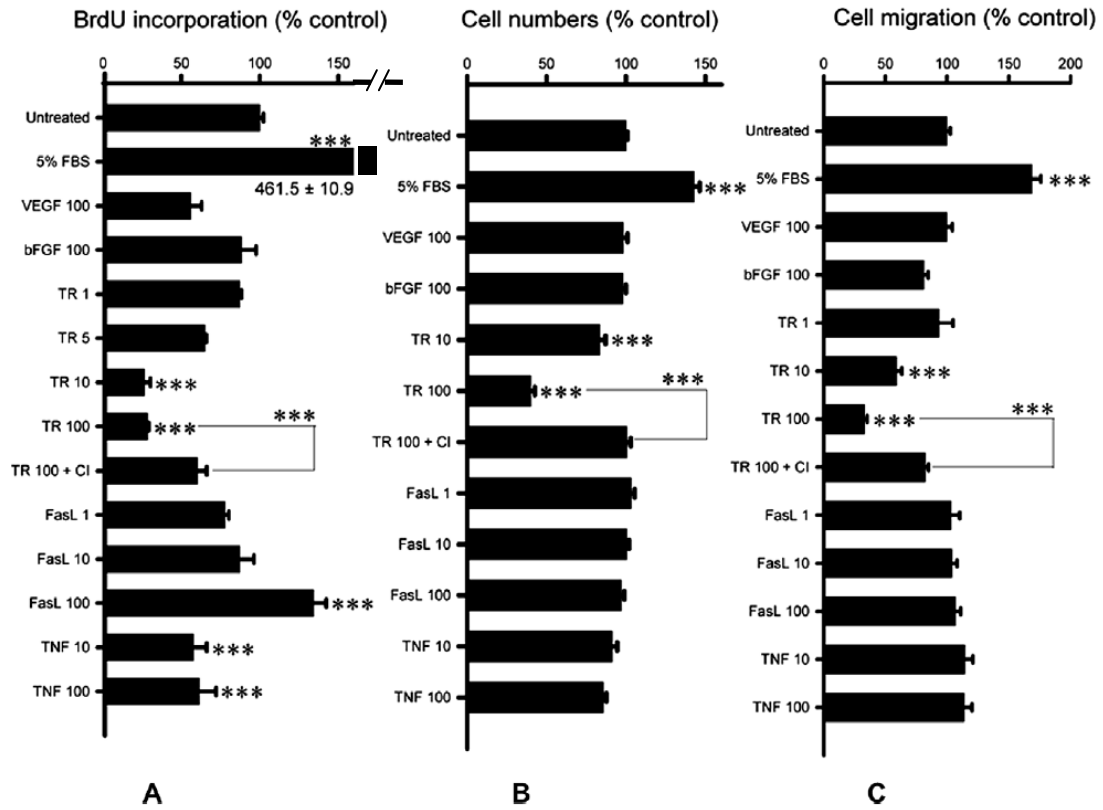 BrdU incorporation (% control)
0 50 100 150
Untreated
***
5% FBS
461.5 ± 10.9
VEGF 100
bFGF 100
TR 1
TR 5
TR 10 ***
TR 100 *** ***
TR 100 + CI
FasL 1
FasL 10
FasL 100 ***
TNF 10 ***
TNF 100 ***
A
Cell numbers (% control)
0 50 100 150
Untreated
5% FBS ***
VEGF 100
bFGF 100
TR 10 ***
TR 100 *** ***
TR 100 + CI
FasL 1
FasL 10
FasL 100
TNF 10
TNF 100
B
Cell migration (% control)
0 50 100 150 200
Untreated
5% FBS ***
VEGF 100
bFGF 100
TR 1
TR 10 ***
TR 100 *** ***
TR 100 + CI
FasL 1
FasL 10
FasL 100
TNF 10
TNF 100
C